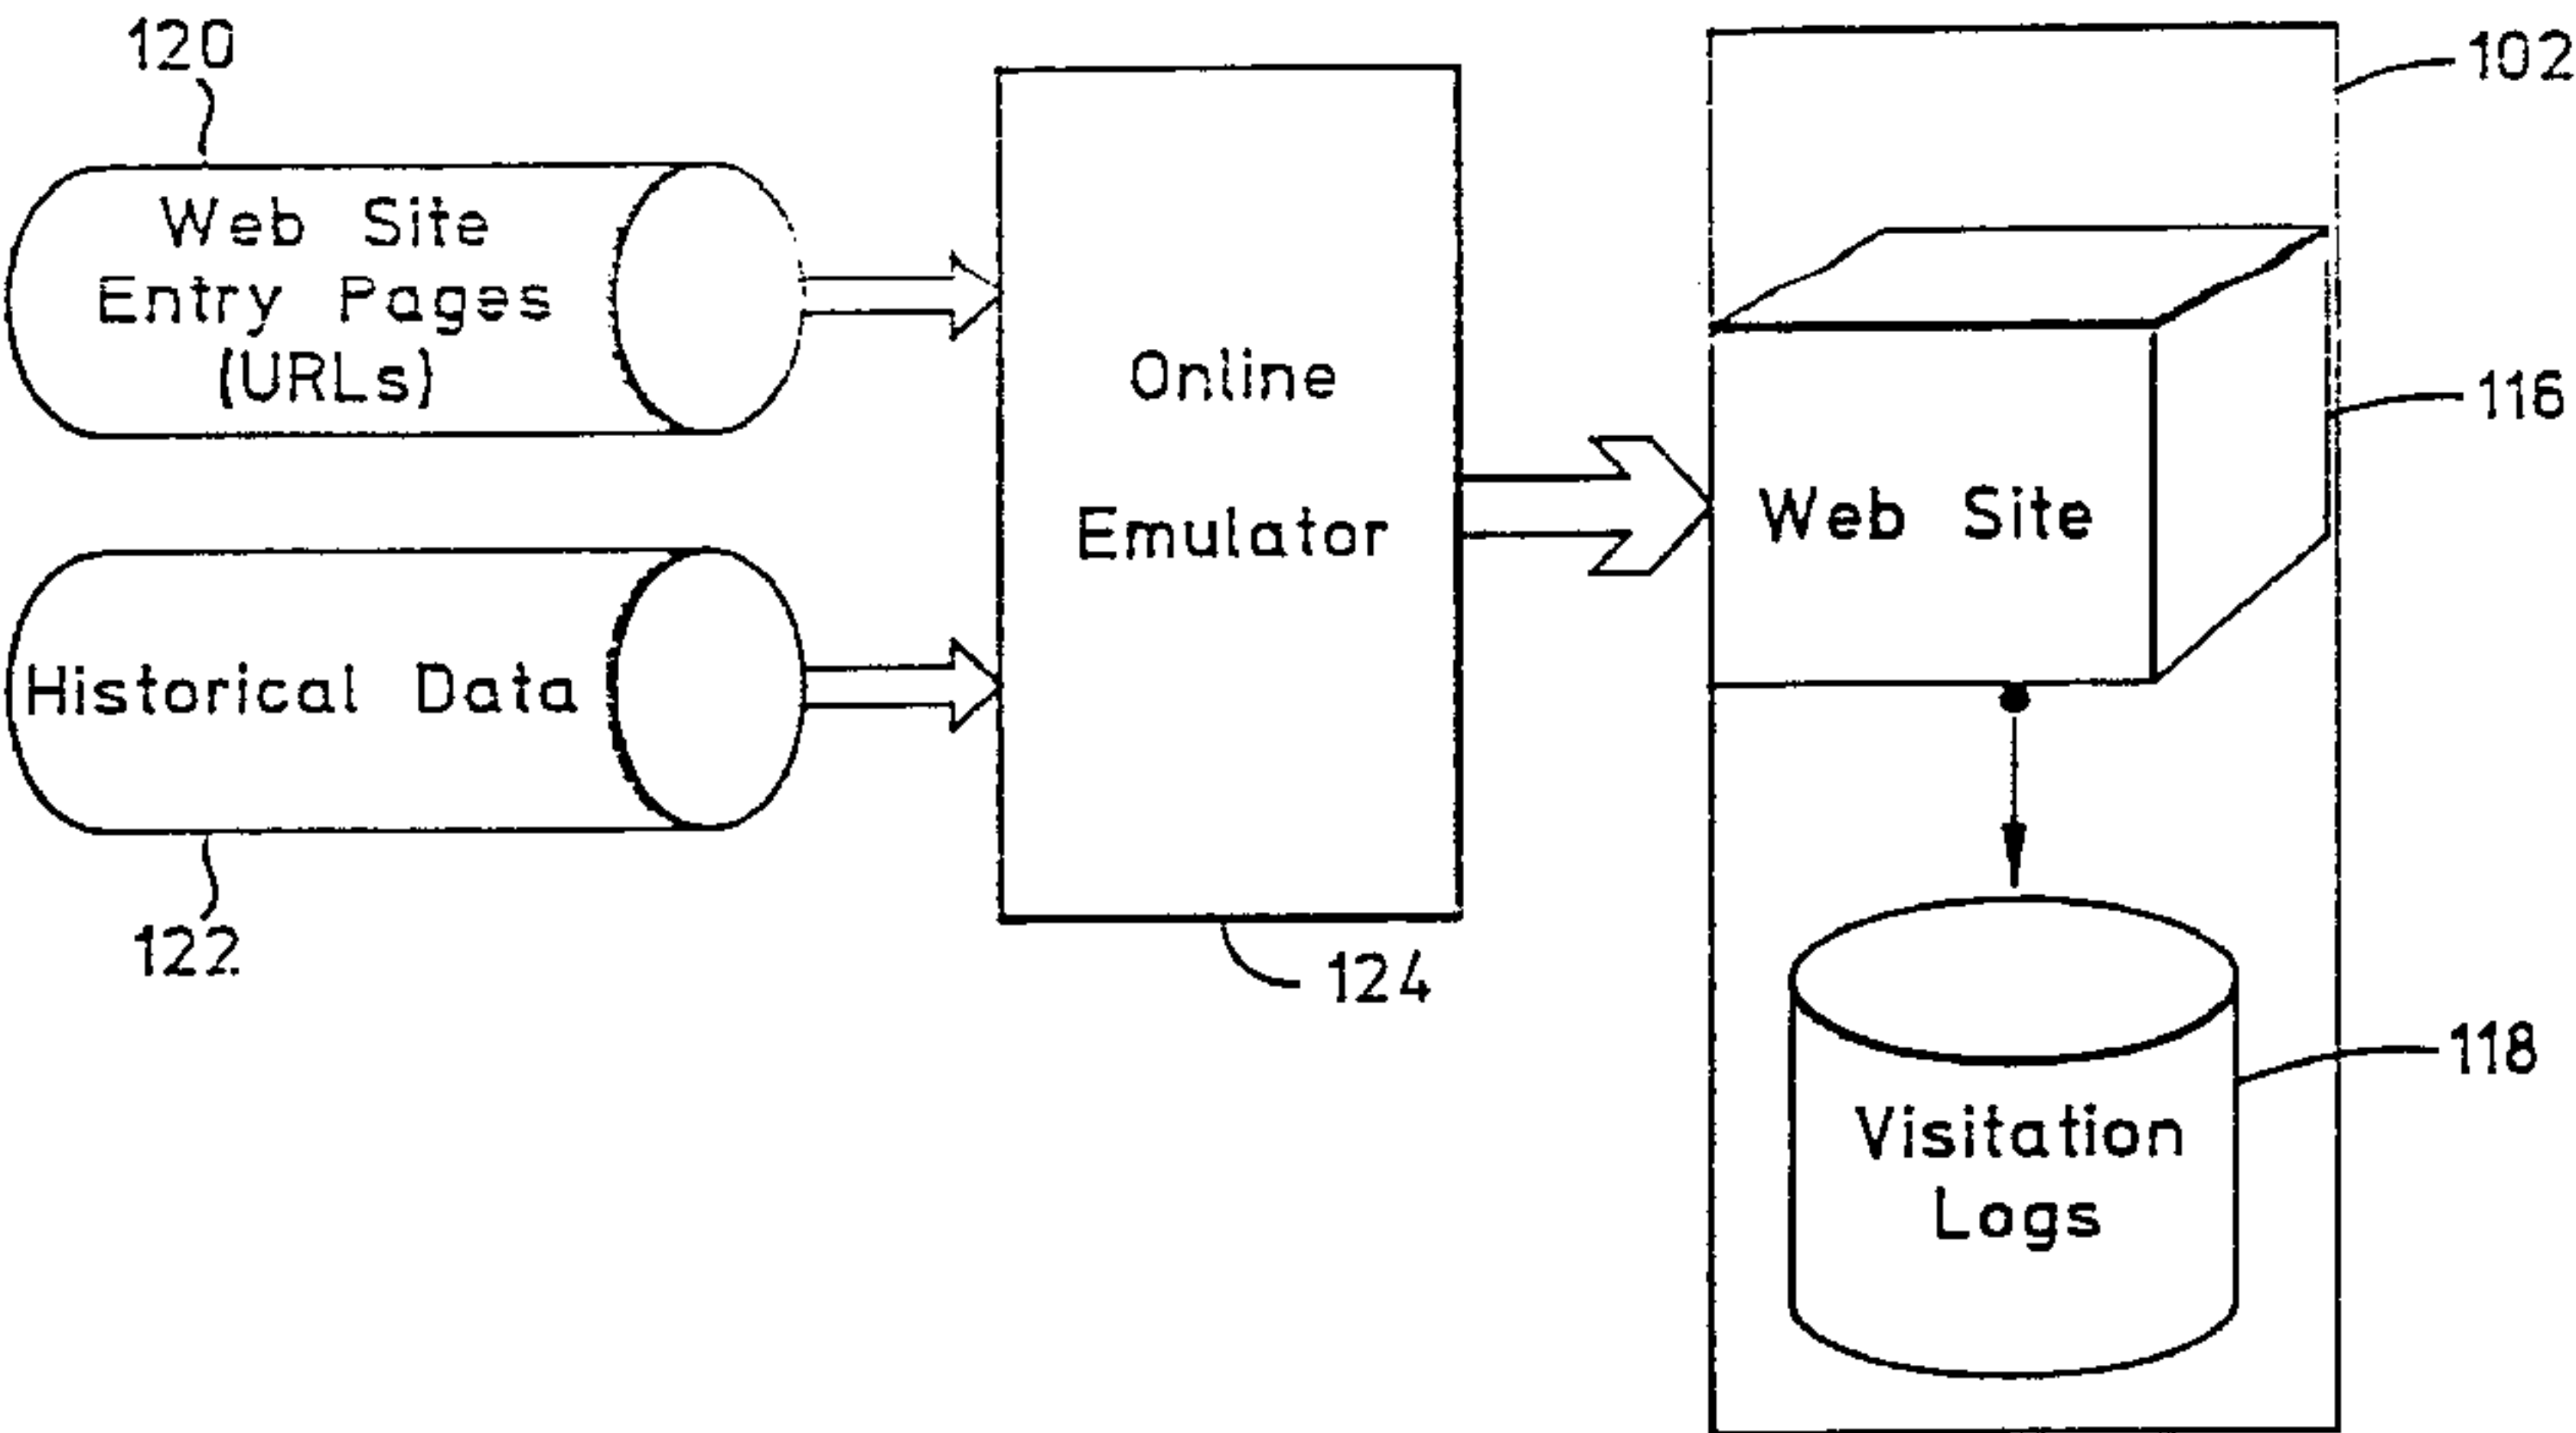 120
Web Site
Entry Pages
(URLs)
Historical Data
122
Online
Emulator
124
102
Web Site
116
Visitation
Logs
118